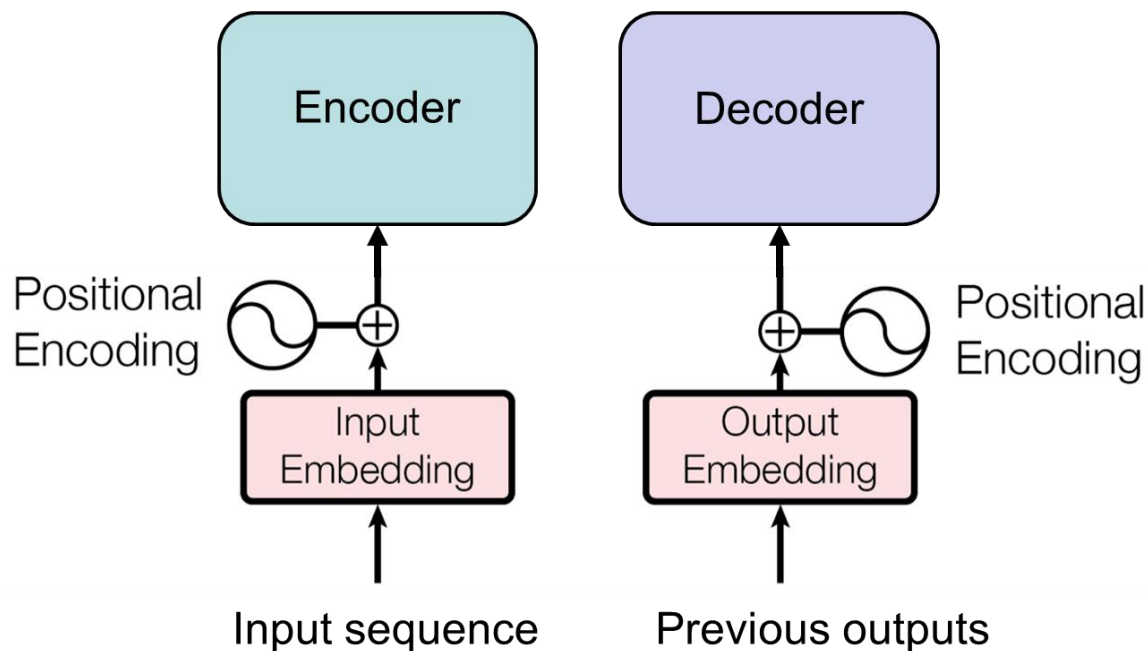 Encoder
Decoder
Positional
Encoding
Positional
Encoding
Input
Embedding
Output
Embedding
Input sequence
Previous outputs